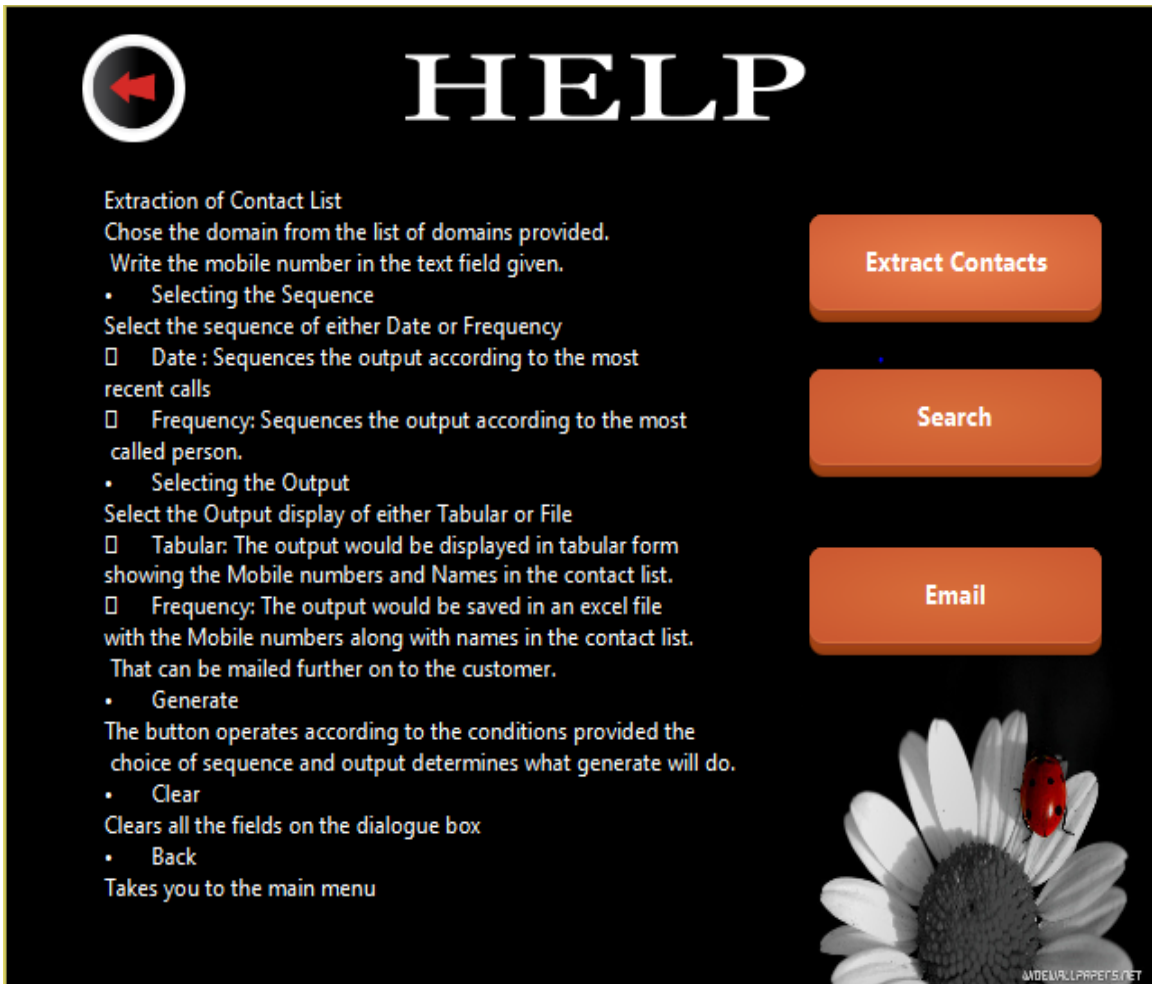 HELP
Extraction of Contact List
Chose the domain from the list of domains provided.
Write the mobile number in the text field given.
• Selecting the Sequence
Select the sequence of either Date or Frequency
▯ Date : Sequences the output according to the most
recent calls
▯ Frequency: Sequences the output according to the most
called person.
• Selecting the Output
Select the Output display of either Tabular or File
▯ Tabular: The output would be displayed in tabular form
showing the Mobile numbers and Names in the contact list.
▯ Frequency: The output would be saved in an excel file
with the Mobile numbers along with names in the contact list.
That can be mailed further on to the customer.
• Generate
The button operates according to the conditions provided the
choice of sequence and output determines what generate will do.
• Clear
Clears all the fields on the dialogue box
• Back
Takes you to the main menu
Extract Contacts
Search
Email
WIDEWALLPAPERS.NET